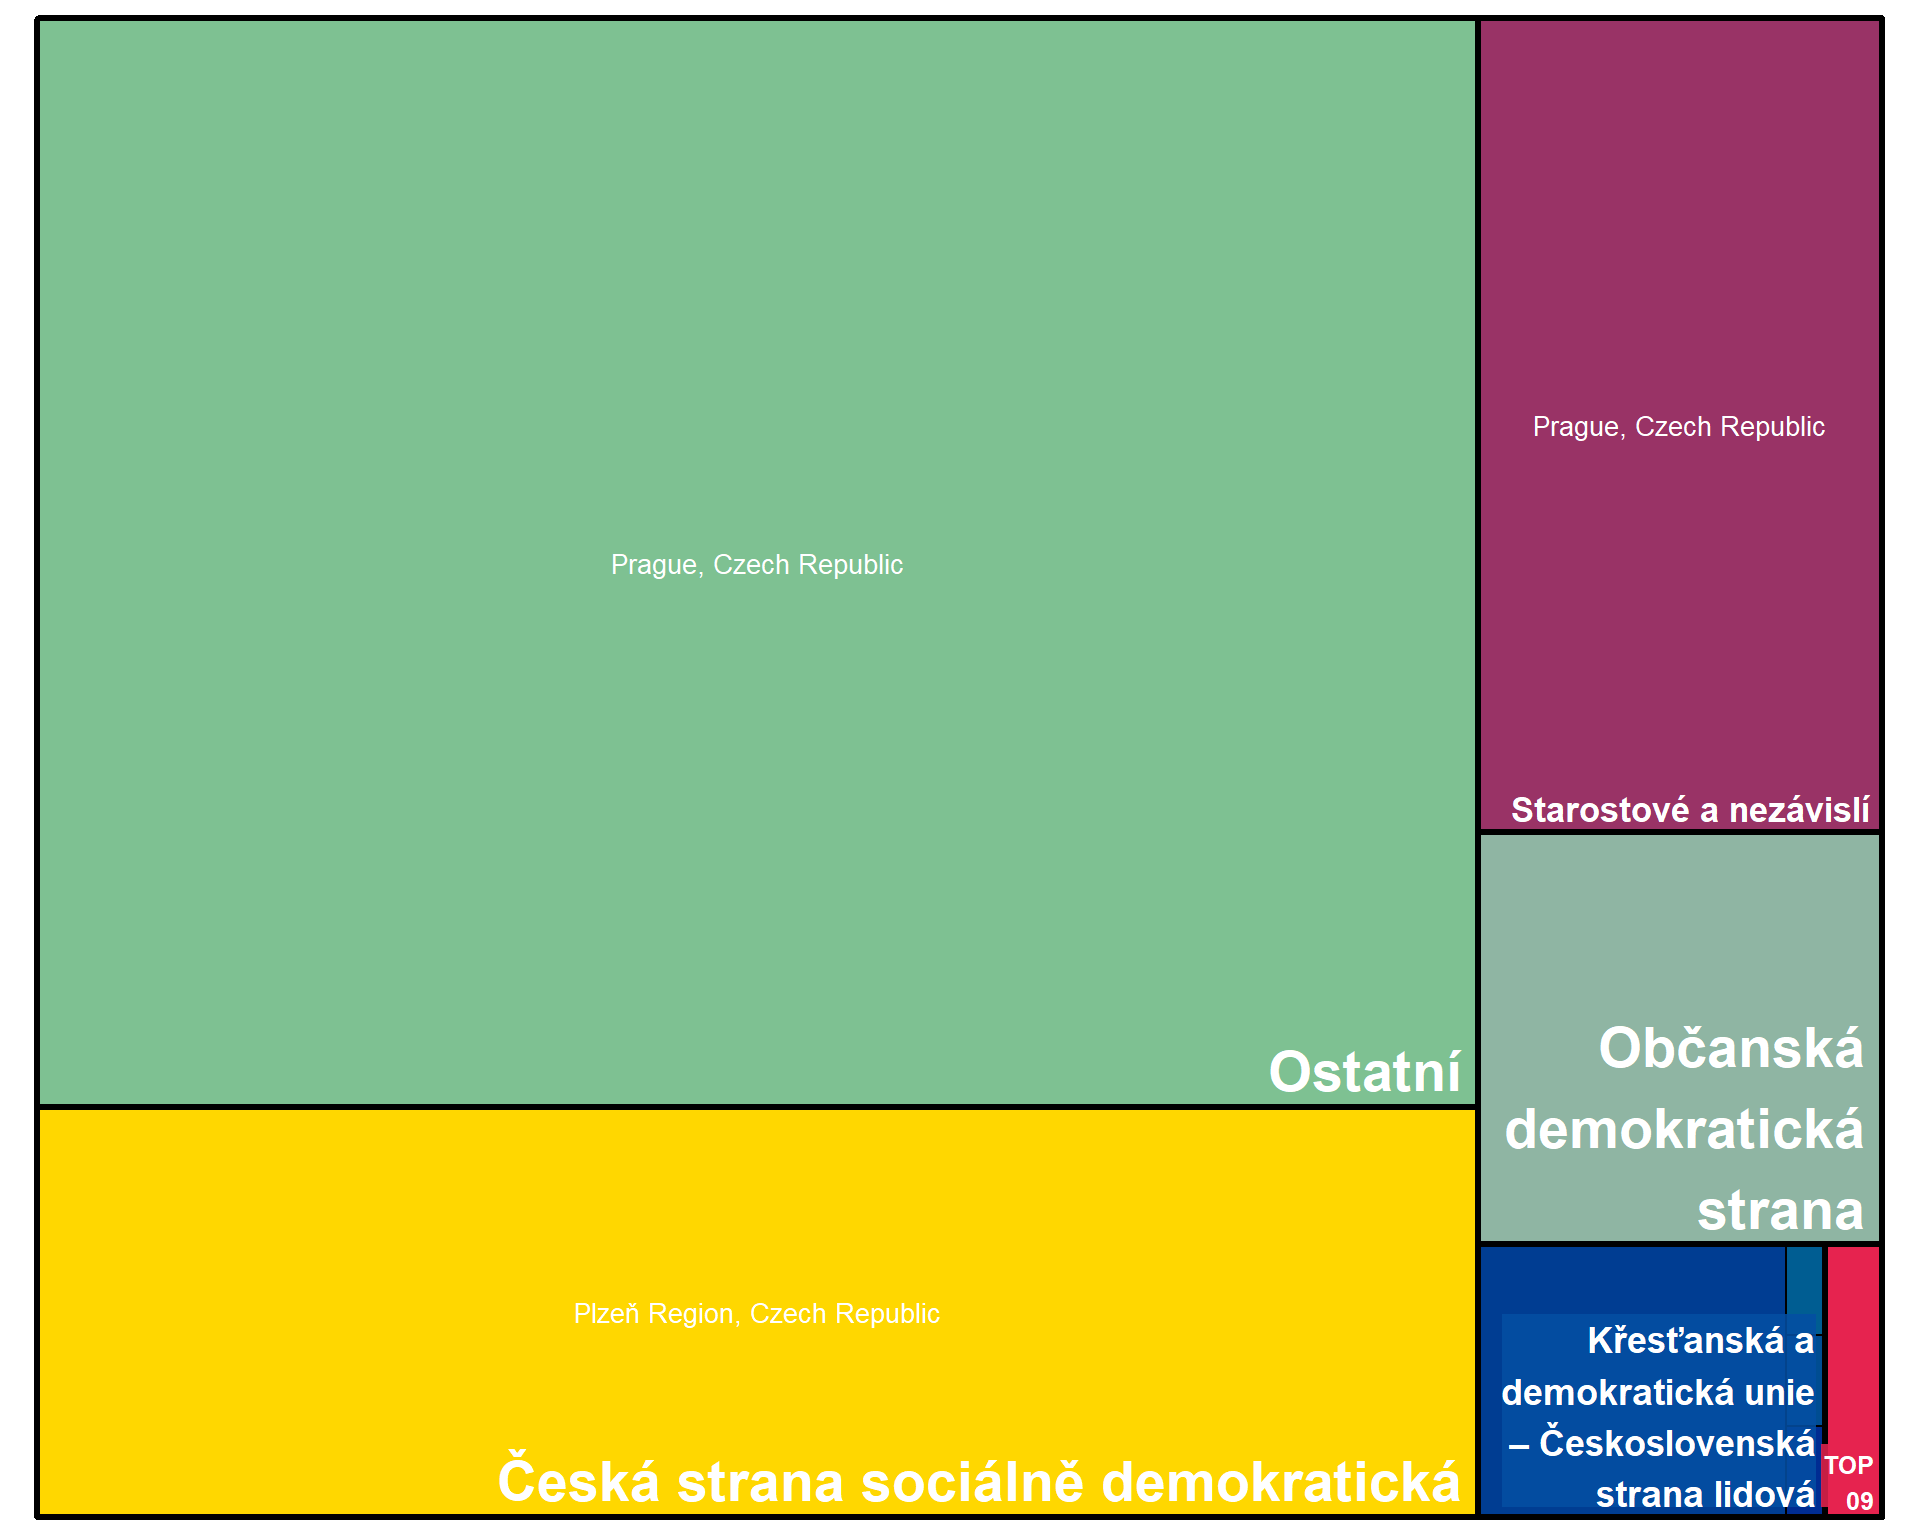 Prague, Czech Republic
Ostatní
Plzeň Region, Czech Republic
Česká strana sociálně demokratická
Prague, Czech Republic
Starostové a nezávislí
Občanská
demokratická
strana
Křesťanská a
demokratická unie
– Československá
strana lidová
TOP
09